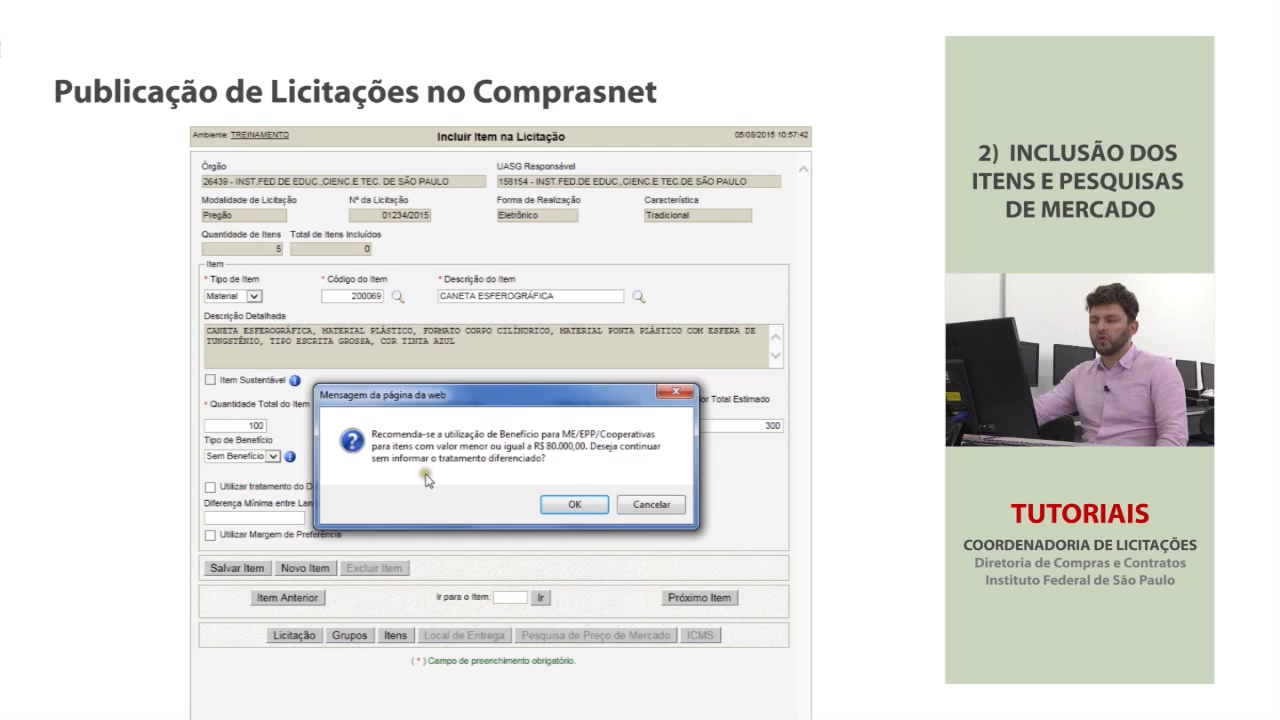 Publicação de Licitações no Comprasnet
Ambiente: TREINAMENTO
Incluir Item na Licitação
05/08/2015 10:57:42
Órgão
UASG Responsável
26439 - INST.FED.DE EDUC.,CIENC.E TEC. DE SÃO PAULO
158154 - INST.FED.DE EDUC.,CIENC.E TEC.DE SÃO PAULO
Modalidade de Licitação
Nº da Licitação
Forma de Realização
Característica
Pregão
01234/2015
Eletrônico
Tradicional
Quantidade de Itens
Total de Itens Incluídos
5
0
Item
* Tipo de Item
* Código do Item
* Descrição do Item
Material
200069
CANETA ESFEROGRÁFICA
Descrição Detalhada
CANETA ESFEROGRÁFICA, MATERIAL PLÁSTICO, FORMATO CORPO CILÍNDRICO, MATERIAL PONTA PLÁSTICO COM ESFERA DE
TUNGSTÊNIO, TIPO ESCRITA GROSSA, COR TINTA AZUL
Item Sustentável
* Quantidade Total do Item
or Total Estimado
100
300
Tipo de Benefício
Sem Benefício
Utilizar tratamento do D
Diferença Mínima entre Lan
Utilizar Margem de Preferência
Mensagem da página da web
Recomenda-se a utilização de Benefício para ME/EPP/Cooperativas
para itens com valor menor ou igual a R$ 80.000,00. Deseja continuar
sem informar o tratamento diferenciado?
OK
Cancelar
Salvar Item
Novo Item
Excluir Item
Item Anterior
Ir para o Item:
Ir
Próximo Item
Licitação
Grupos
Itens
Local de Entrega
Pesquisa de Preço de Mercado
ICMS
( * ) Campo de preenchimento obrigatório.
2) INCLUSÃO DOS
ITENS E PESQUISAS
DE MERCADO
TUTORIAIS
COORDENADORIA DE LICITAÇÕES
Diretoria de Compras e Contratos
Instituto Federal de São Paulo